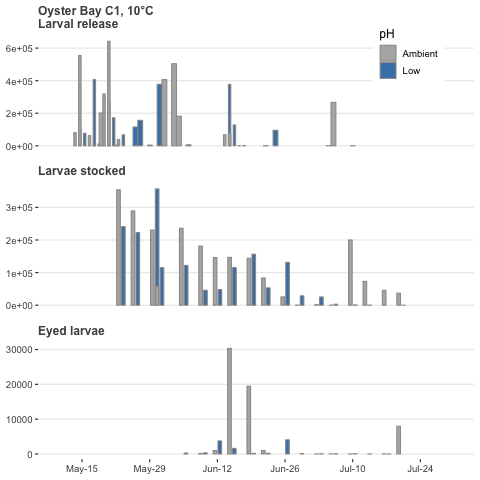 Oyster Bay C1, 10°C
Larval release
pH
Ambient
Low
6e+05
4e+05
2e+05
0e+00
Larvae stocked
3e+05
2e+05
1e+05
0e+00
Eyed larvae
30000
20000
10000
0
May-15 May-29 Jun-12 Jun-26 Jul-10 Jul-24